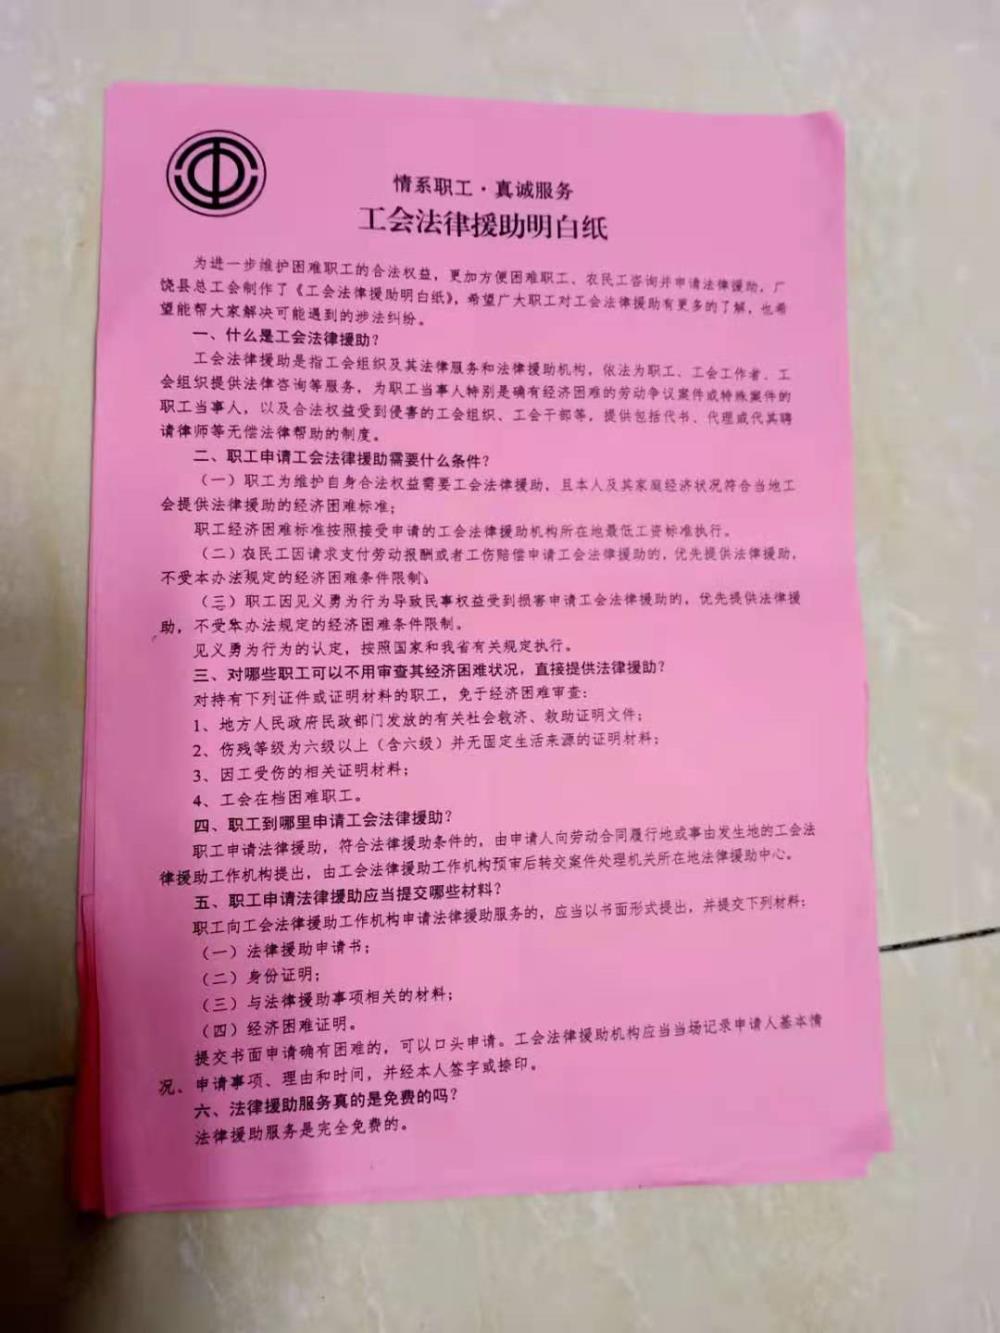 情系职工·真诚服务
工会法律援助明白纸
为进一步维护困难职工的合法权益，更加方便困难职工、农民工咨询并申请法律援助，广
饶县总工会制作了《工会法律援助明白纸》，希望广大职工对工会法律援助有更多的了解，也希
望能帮大家解决可能遇到的涉法纠纷。
一、什么是工会法律援助？
工会法律援助是指工会组织及其法律服务和法律援助机构，依法为职工、工会工作者、工
会组织提供法律咨询等服务，为职工当事人特别是确有经济困难的劳动争议案件或特殊案件的
职工当事人，以及合法权益受到侵害的工会组织、工会干部等，提供包括代书、代理或代其聘
请律师等无偿法律帮助的制度。
二、职工申请工会法律援助需要什么条件？
（一）职工为维护自身合法权益需要工会法律援助，且本人及其家庭经济状况符合当地工
会提供法律援助的经济困难标准；
职工经济困难标准按照接受申请的工会法律援助机构所在地最低工资标准执行。
（二）农民工因请求支付劳动报酬或者工伤赔偿申请工会法律援助的，优先提供法律援助，
不受本办法规定的经济困难条件限制、
（三）职工因见义勇为行为导致民事权益受到损害申请工会法律援助的，优先提供法律援
助，不受本办法规定的经济困难条件限制。
见义勇为行为的认定，按照国家和我省有关规定执行。
三、对哪些职工可以不用审查其经济困难状况，直接提供法律援助？
对持有下列证件或证明材料的职工，免于经济困难审查：
1、地方人民政府民政部门发放的有关社会救济、救助证明文件；
2、伤残等级为六级以上（含六级）并无固定生活来源的证明材料；
3、因工受伤的相关证明材料；
4、工会在档困难职工。
四、职工到哪里申请工会法律援助？
职工申请法律援助，符合法律援助条件的，由申请人向劳动合同履行地或事由发生地的工会法
律援助工作机构提出，由工会法律援助工作机构预审后转交案件处理机关所在地法律援助中心。
五、职工申请法律援助应当提交哪些材料？
职工向工会法律援助工作机构申请法律援助服务的，应当以书面形式提出，并提交下列材料：
（一）法律援助申请书；
（二）身份证明；
（三）与法律援助事项相关的材料；
（四）经济困难证明。
提交书面申请确有困难的，可以口头申请。工会法律援助机构应当当场记录申请人基本情
况、申请事项、理由和时间，并经本人签字或捺印。
六、法律援助服务真的是免费的吗？
法律援助服务是完全免费的。